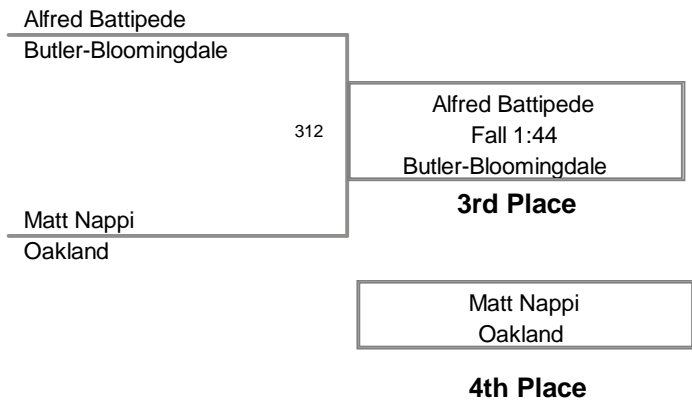 Alfred Battipede
Butler-Bloomingdale
312
Alfred Battipede
Fall 1:44
Butler-Bloomingdale
3rd Place
Matt Nappi
Oakland
Matt Nappi
Oakland
4th Place